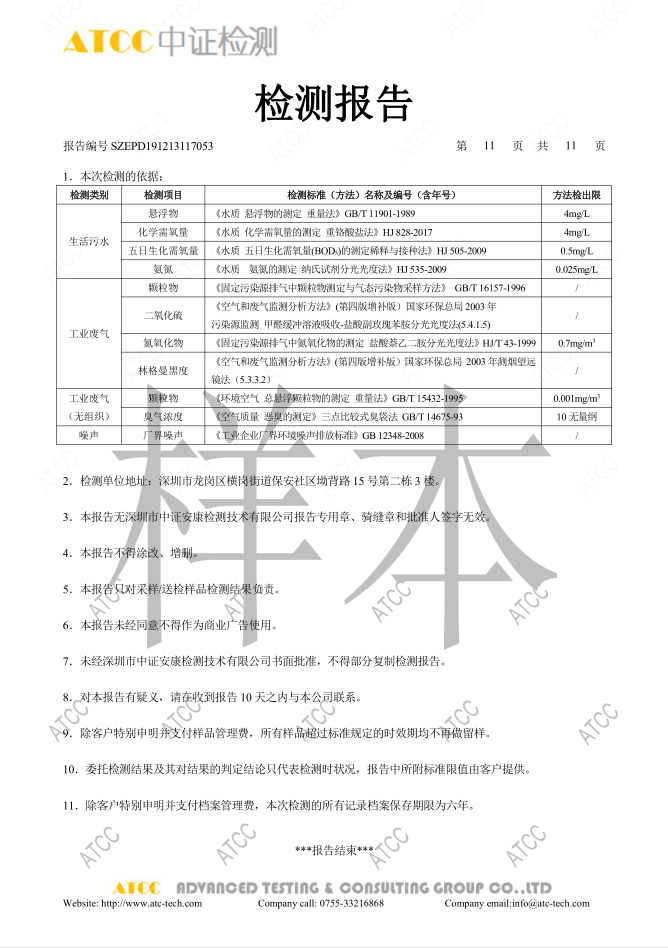 ATCC 中证检测
检测报告
报告编号 SZEPD191213117053 第 11 页 共 11 页
1．本次检测的依据:
检测类别 检测项目 检测标准（方法）名称及编号（含年号） 方法检出限
生活污水 悬浮物 《水质 悬浮物的测定 重量法》GB/T 11901-1989 4mg/L
化学需氧量 《水质 化学需氧量的测定 重铬酸盐法》HJ 828-2017 4mg/L
五日生化需氧量 《水质 五日生化需氧量(BOD₅)的测定稀释与接种法》HJ 505-2009 0.5mg/L
氨氮 《水质 氨氮的测定 纳氏试剂分光光度法》HJ 535-2009 0.025mg/L
工业废气 颗粒物 《固定污染源排气中颗粒物测定与气态污染物采样方法》 GB/T 16157-1996 /
二氧化硫 《空气和废气监测分析方法》(第四版增补版）国家环保总局 2003 年
污染源监测 甲醛缓冲溶液吸收-盐酸副玫瑰苯胺分光光度法(5.4.1.5) /
氮氧化物 《固定污染源排气中氮氧化物的测定 盐酸萘乙二胺分光光度法》HJ/T 43-1999 0.7mg/m³
林格曼黑度 《空气和废气监测分析方法》(第四版增补版）国家环保总局 2003 年测烟望远
镜法（5.3.3.2） /
工业废气
（无组织） 颗粒物 《环境空气 总悬浮颗粒物的测定 重量法》GB/T 15432-1995 0.001mg/m³
臭气浓度 《空气质量 恶臭的测定》三点比较式臭袋法 GB/T 14675-93 10 无量纲
噪声 厂界噪声 《工业企业厂界环境噪声排放标准》GB 12348-2008 /
2．检测单位地址：深圳市龙岗区横岗街道保安社区坳背路 15 号第二栋 3 楼。
3．本报告无深圳市中证安康检测技术有限公司报告专用章、骑缝章和批准人签字无效。
4．本报告不得涂改、增删。
5．本报告只对采样/送检样品检测结果负责。
6．本报告未经同意不得作为商业广告使用。
7．未经深圳市中证安康检测技术有限公司书面批准，不得部分复制检测报告。
8．对本报告有疑义，请在收到报告 10 天之内与本公司联系。
9．除客户特别申明并支付样品管理费，所有样品超过标准规定的时效期均不再做留样。
10．委托检测结果及其对结果的判定结论只代表检测时状况，报告中所附标准限值由客户提供。
11．除客户特别申明并支付档案管理费，本次检测的所有记录档案保存期限为六年。
***报告结束***
样本
ATCC ADVANCED TESTING & CONSULTING GROUP CO.,LTD
Website: http://www.atc-tech.com Company call: 0755-33216868 Company email:info@atc-tech.com